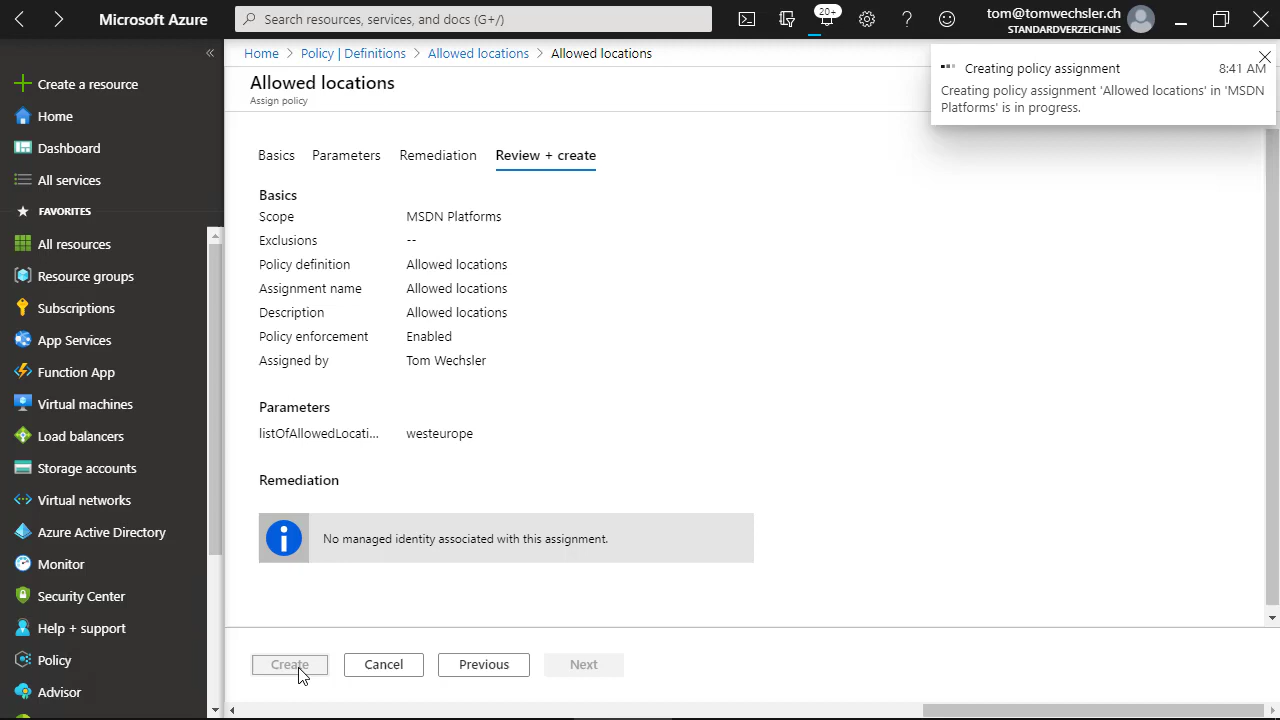 Microsoft Azure
Search resources, services, and docs (G+/)
20+
tom@tomwechsler.ch
STANDARDVERZEICHNIS
Create a resource
Home
Dashboard
All services
FAVORITES
All resources
Resource groups
Subscriptions
App Services
Function App
Virtual machines
Load balancers
Storage accounts
Virtual networks
Azure Active Directory
Monitor
Security Center
Help + support
Policy
Advisor
Home > Policy | Definitions > Allowed locations > Allowed locations
Allowed locations
Assign policy
Creating policy assignment 8:41 AM
Creating policy assignment 'Allowed locations' in 'MSDN
Platforms' is in progress.
Basics Parameters Remediation Review + create
Basics
Scope MSDN Platforms
Exclusions --
Policy definition Allowed locations
Assignment name Allowed locations
Description Allowed locations
Policy enforcement Enabled
Assigned by Tom Wechsler
Parameters
listOfAllowedLocati... westeurope
Remediation
No managed identity associated with this assignment.
Create Cancel Previous Next